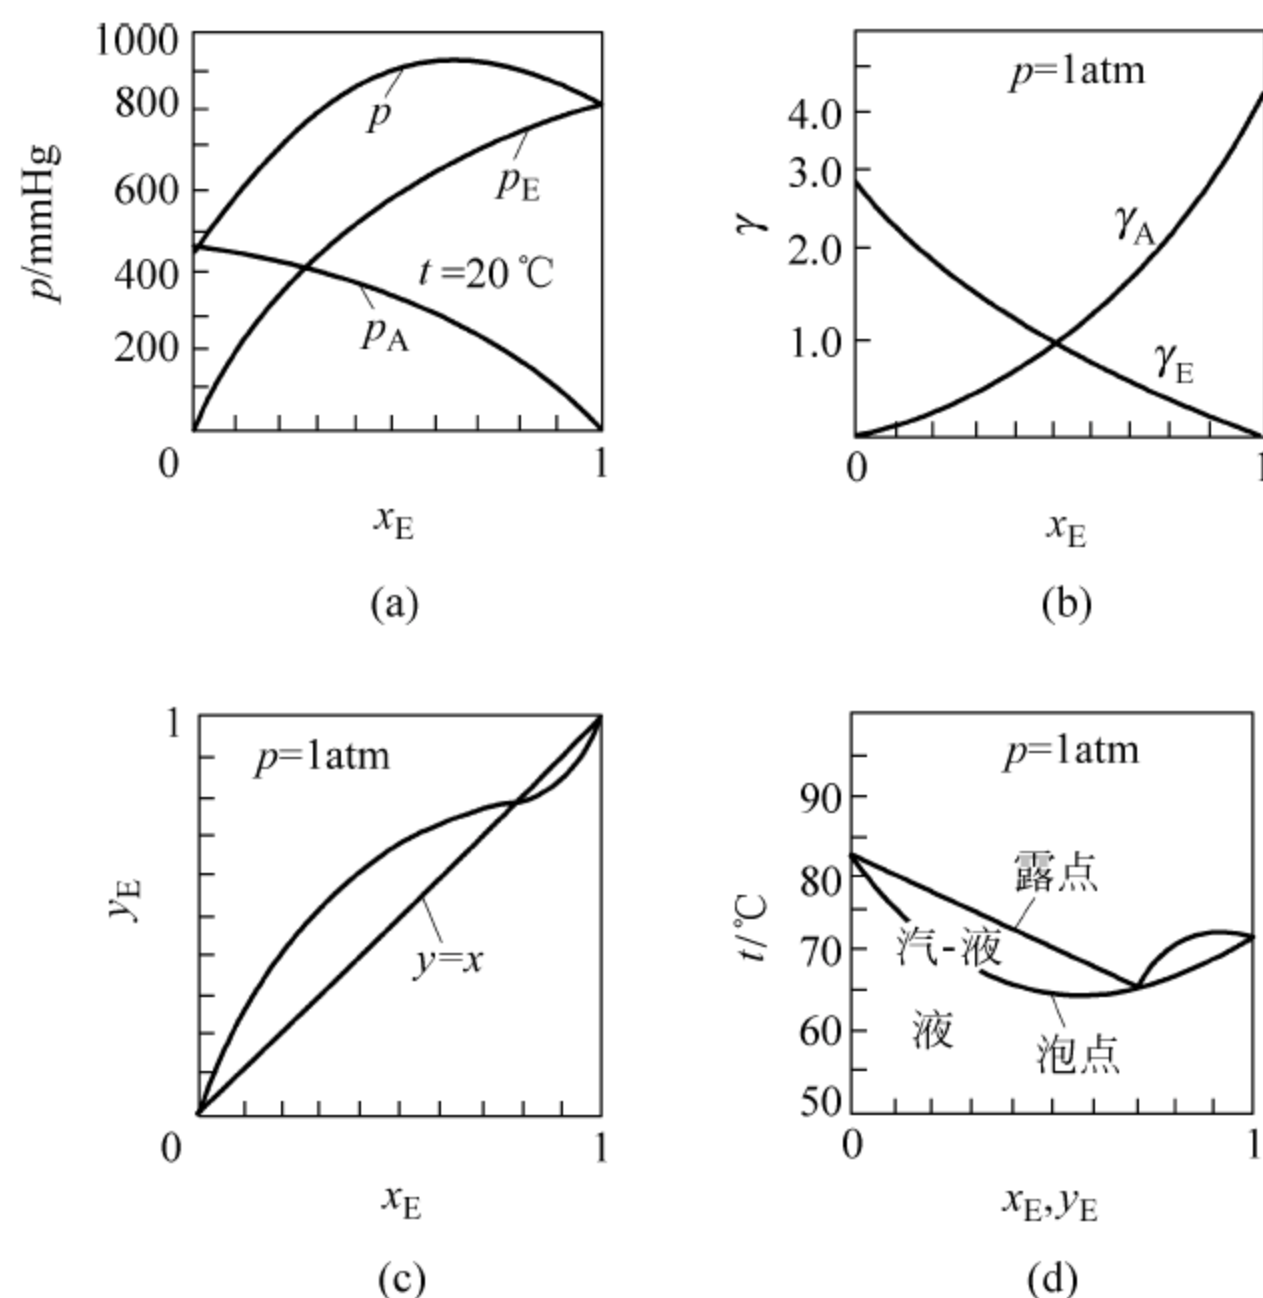 1000
800
600
400
200
0
1
p/mmHg
p
pE
pA
t =20 ℃
xE
(a)
p=1atm
4.0
3.0
2.0
1.0
0
1
γ
γA
γE
xE
(b)
1
p=1atm
yE
y=x
0
1
xE
(c)
p=1atm
90
80
70
60
50
t/℃
露点
汽-液
液
泡点
0
1
xE,yE
(d)